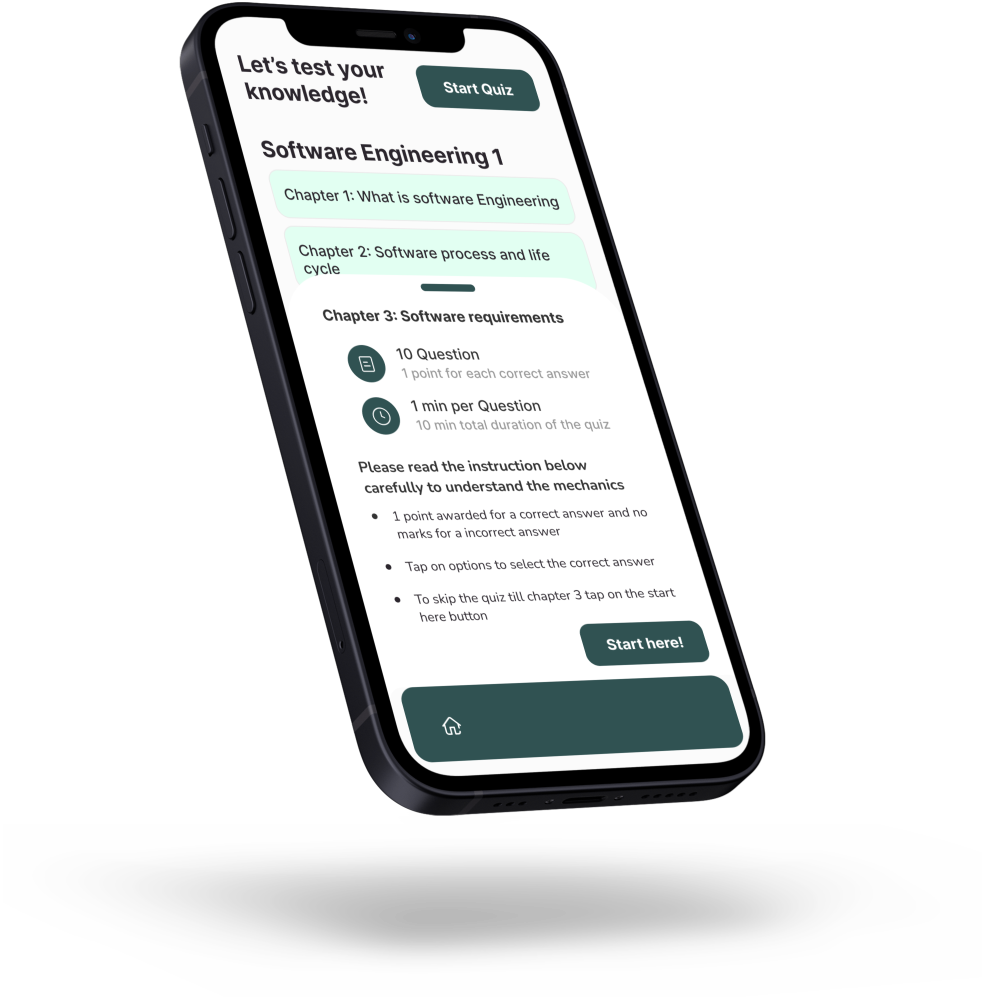 Let's test your
knowledge!
Start Quiz
Software Engineering 1
Chapter 1: What is software Engineering
Chapter 2: Software process and life
cycle
Chapter 3: Software requirements
10 Question
1 point for each correct answer
1 min per Question
10 min total duration of the quiz
Please read the instruction below
carefully to understand the mechanics
• 1 point awarded for a correct answer and no
marks for a incorrect answer
• Tap on options to select the correct answer
• To skip the quiz till chapter 3 tap on the start
here button
Start here!